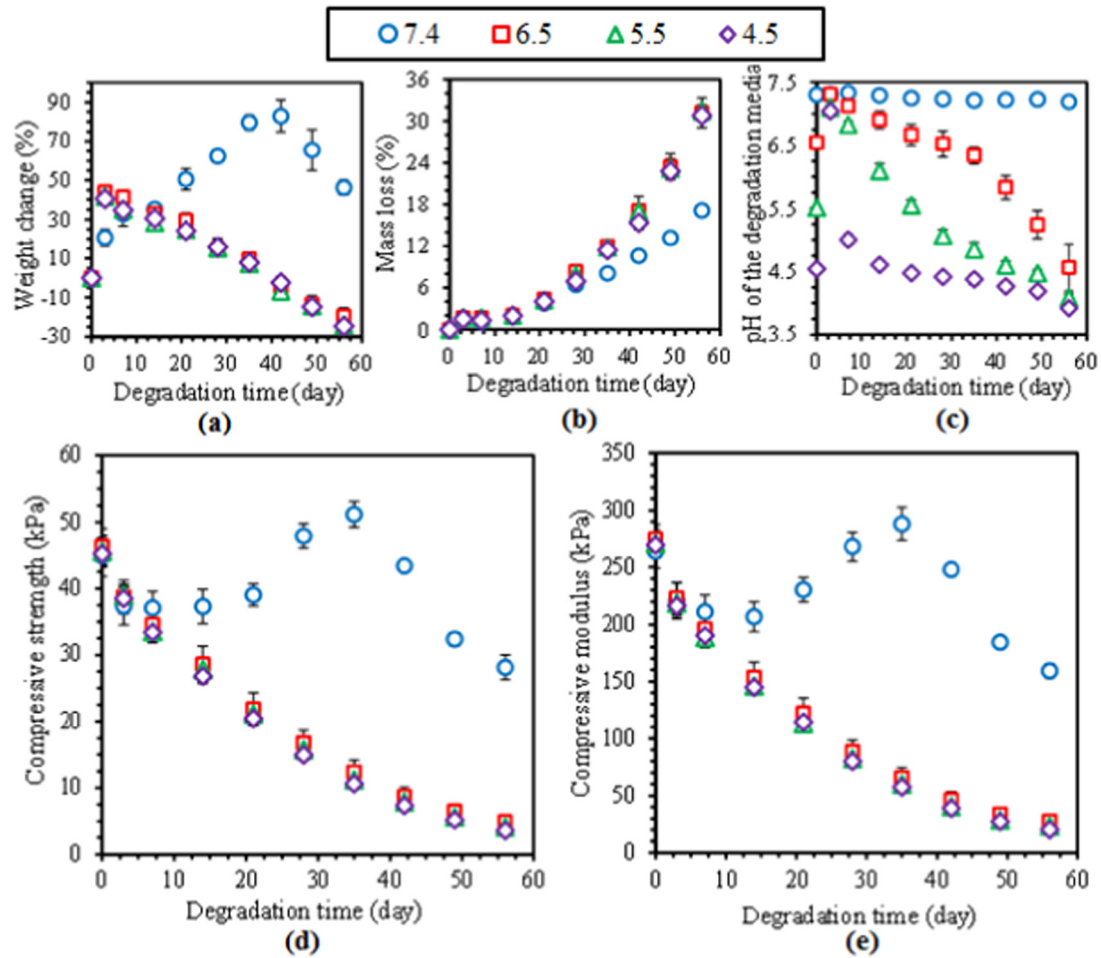 7.4 6.5 5.5 4.5
Weight change (%)
90
70
50
30
10
-10
-30
0 10 20 30 40 50 60
Degradation time (day)
(a)
Mass loss (%)
36
30
24
18
12
6
0
0 10 20 30 40 50 60
Degradation time (day)
(b)
pH of the degradation media
7.5
6.5
5.5
4.5
3.5
0 10 20 30 40 50 60
Degradation time (day)
(c)
Compressive strength (kPa)
60
50
40
30
20
10
0
0 10 20 30 40 50 60
Degradation time (day)
(d)
Compressive modulus (kPa)
350
300
250
200
150
100
50
0
0 10 20 30 40 50 60
Degradation time (day)
(e)